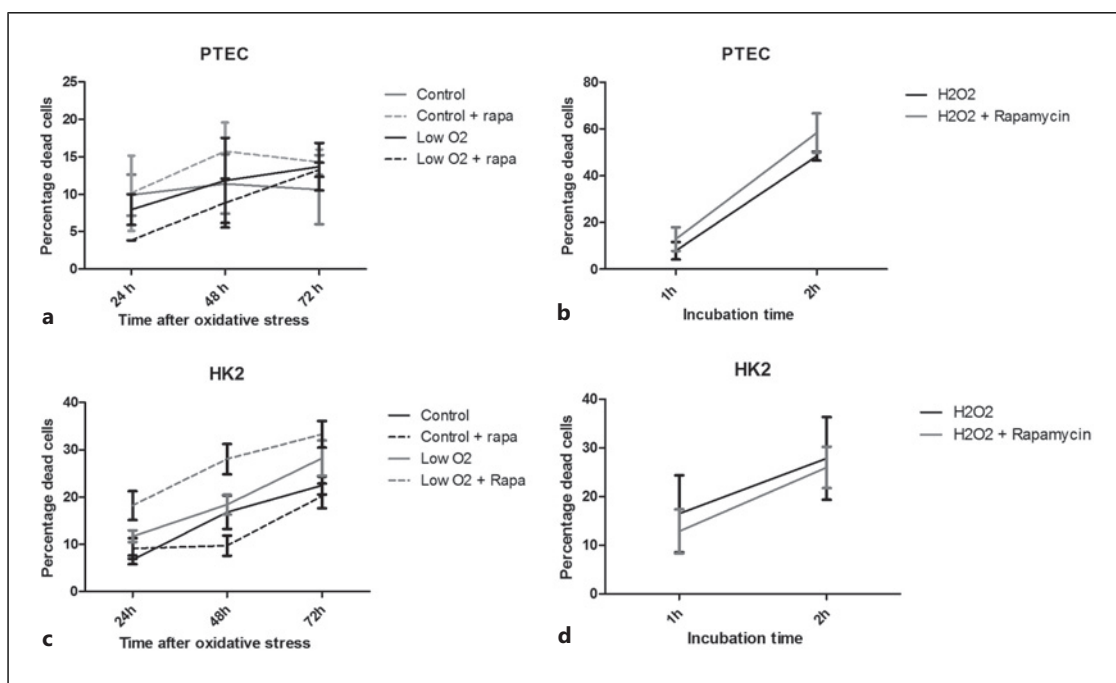 PTEC
25
20
15
10
5
0
Percentage dead cells
24 h
48 h
72 h
Time after oxidative stress
Control
Control + rapa
Low O2
Low O2 + rapa
a
PTEC
80
60
40
20
0
Percentage dead cells
1h
2h
Incubation time
H2O2
H2O2 + Rapamycin
b
HK2
40
30
20
10
0
Percentage dead cells
24h
48h
72h
Time after oxidative stress
Control
Control + rapa
Low O2
Low O2 + Rapa
c
HK2
40
30
20
10
0
Percentage dead cells
1h
2h
Incubation time
H2O2
H2O2 + Rapamycin
d